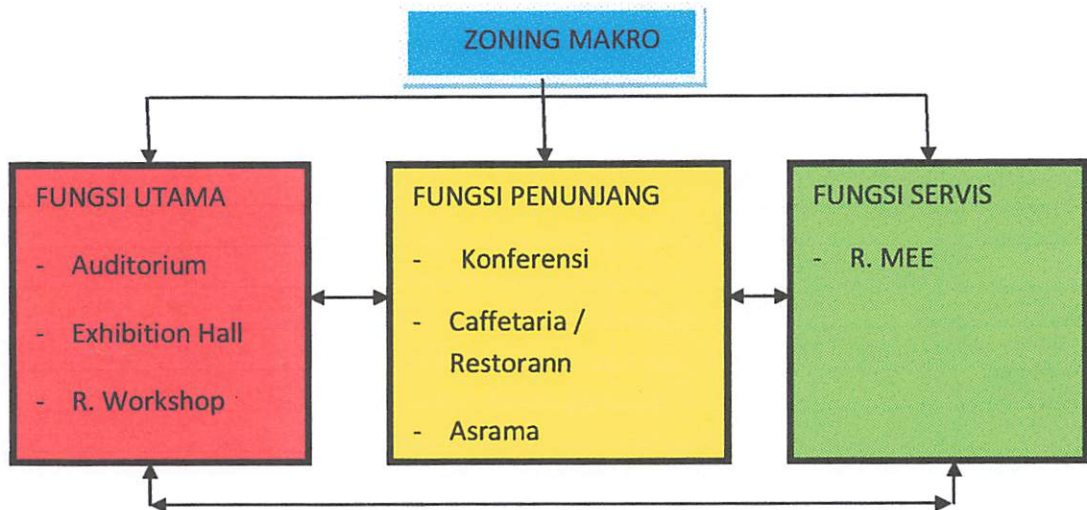 ZONING MAKRO
FUNGSI UTAMA
- Auditorium
- Exhibition Hall
- R. Workshop
FUNGSI PENUNJANG
- Konferensi
- Caffetaria /
Restorann
- Asrama
FUNGSI SERVIS
- R. MEE